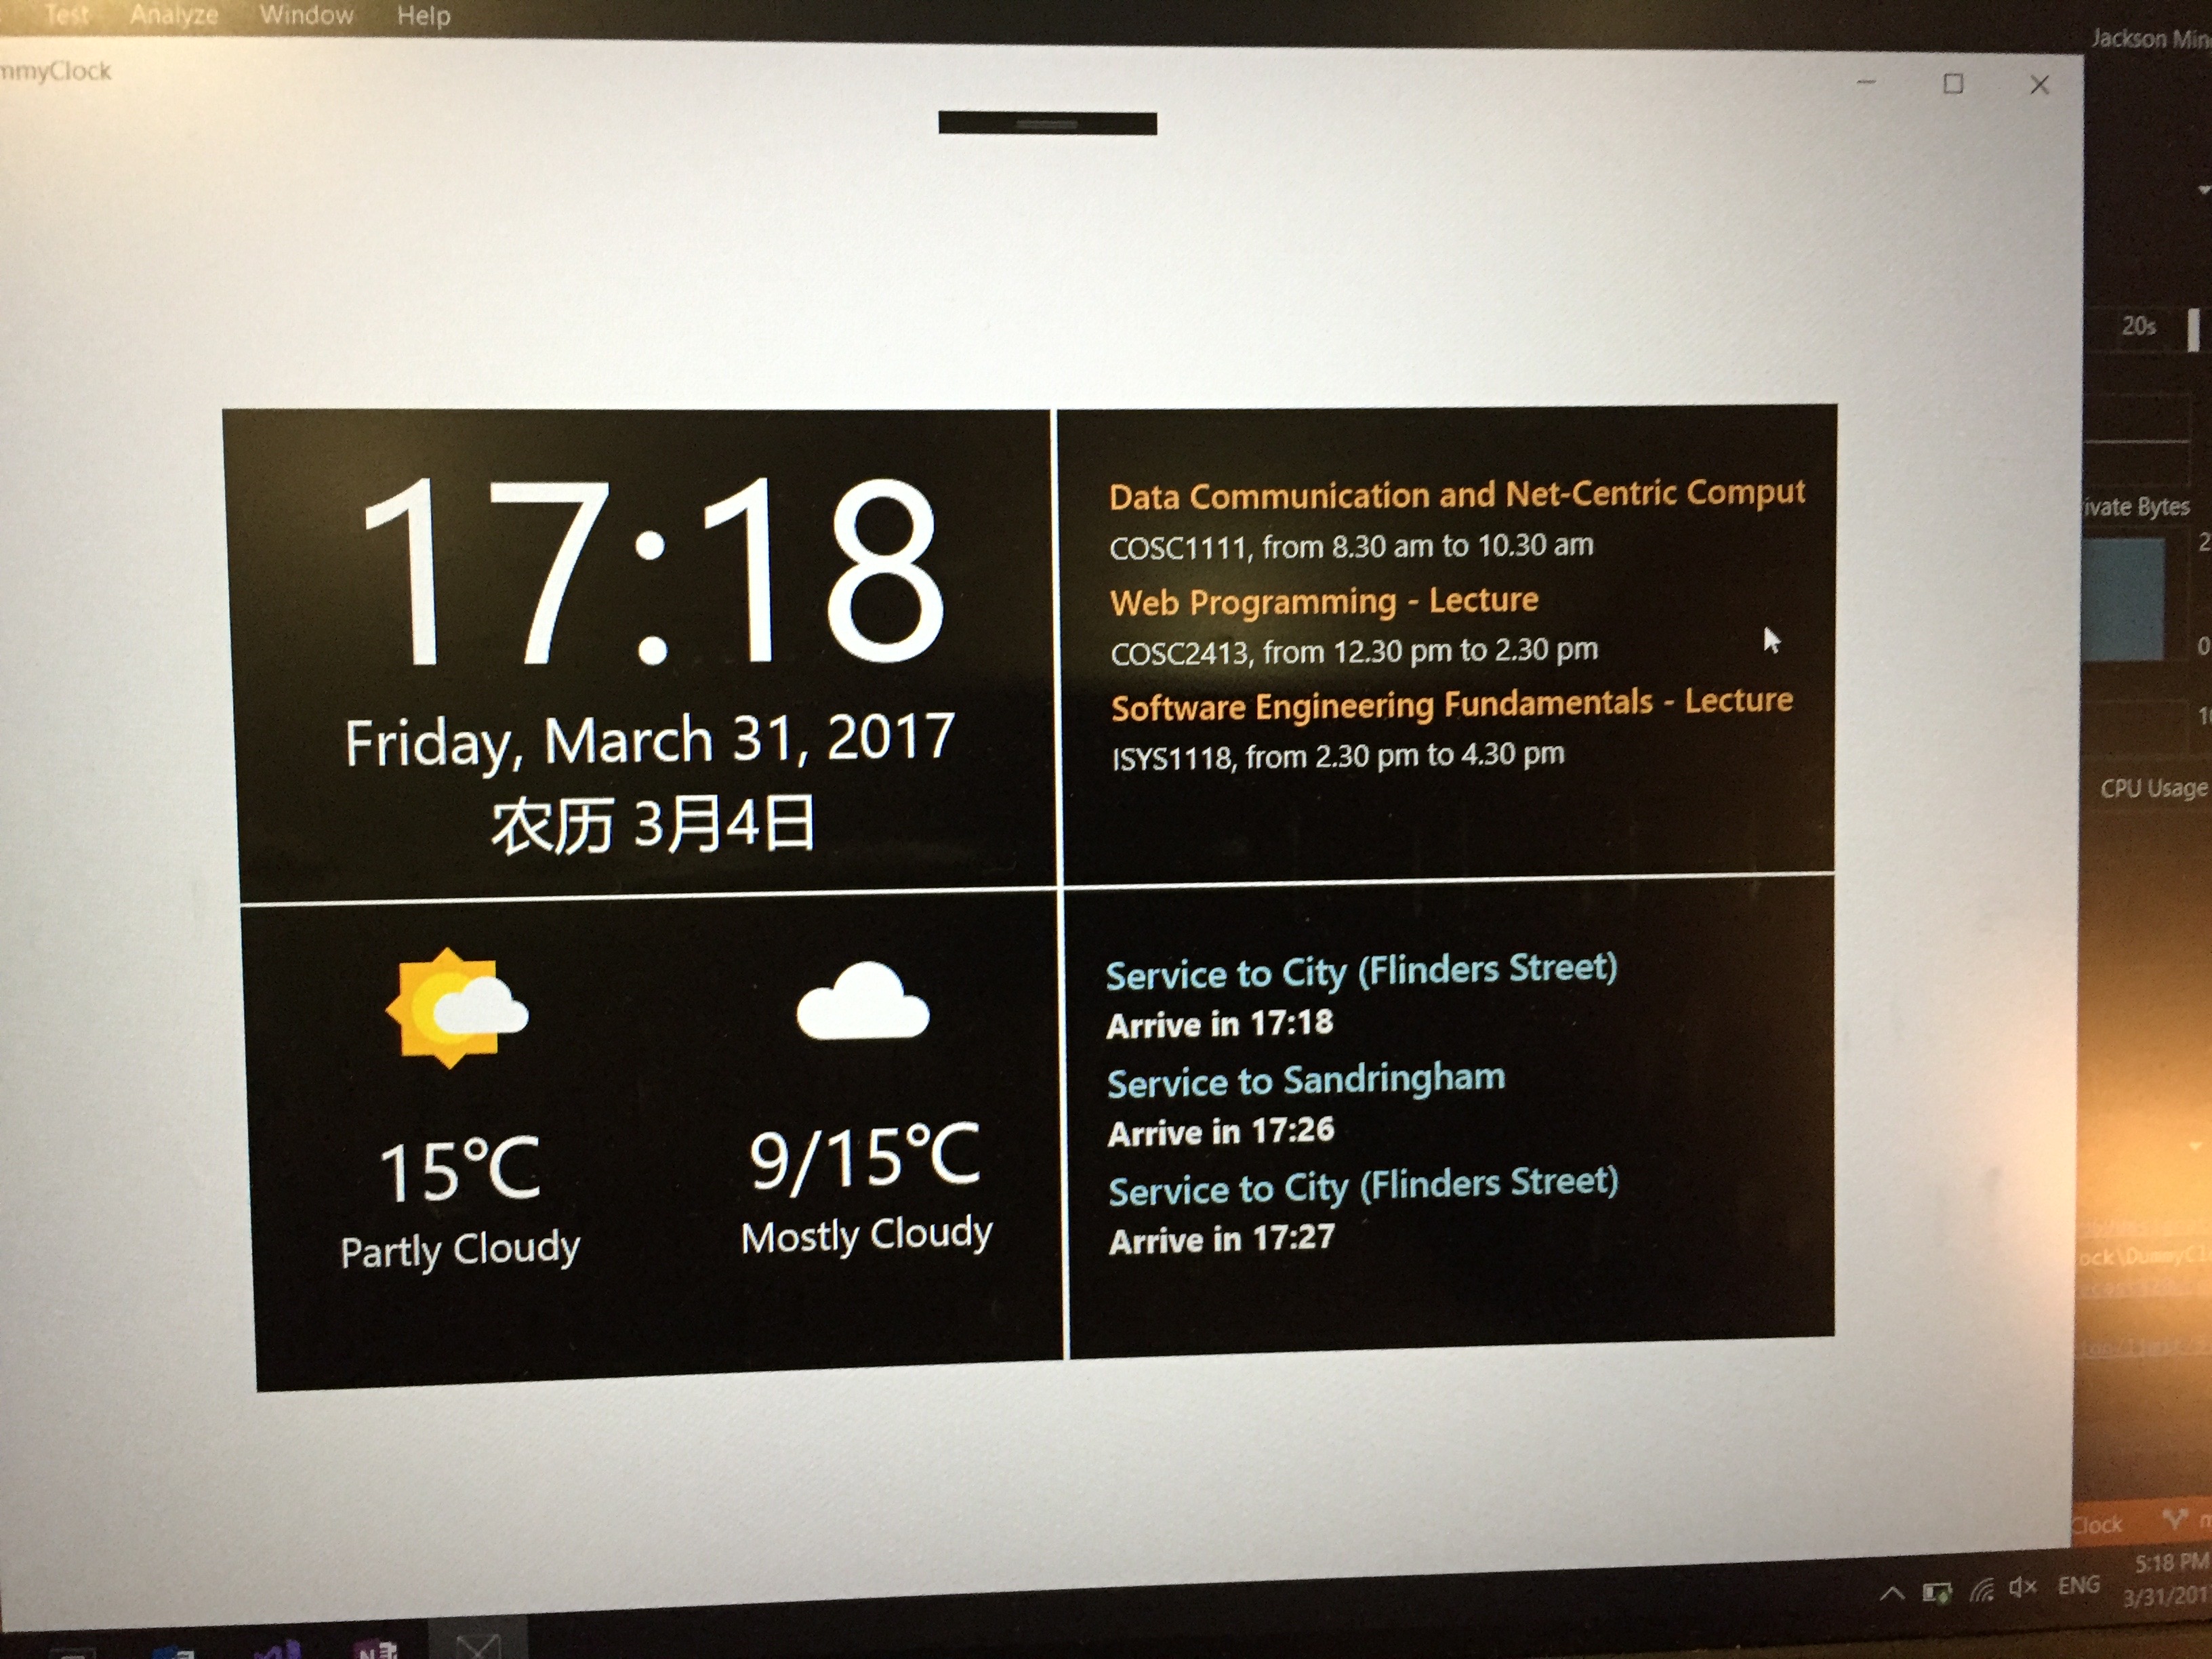 Test Analyze Window Help
Jackson Min
mmyClock
20s
17:18
Friday, March 31, 2017
农历 3月4日
Data Communication and Net-Centric Comput
COSC1111, from 8.30 am to 10.30 am
Web Programming - Lecture
COSC2413, from 12.30 pm to 2.30 pm
Software Engineering Fundamentals - Lecture
ISYS1118, from 2.30 pm to 4.30 pm
ivate Bytes
2
0
CPU Usage
15°C
Partly Cloudy
9/15°C
Mostly Cloudy
Service to City (Flinders Street)
Arrive in 17:18
Service to Sandringham
Arrive in 17:26
Service to City (Flinders Street)
Arrive in 17:27
ock\DummyCl
Clock
ENG
5:18 PM
3/31/201